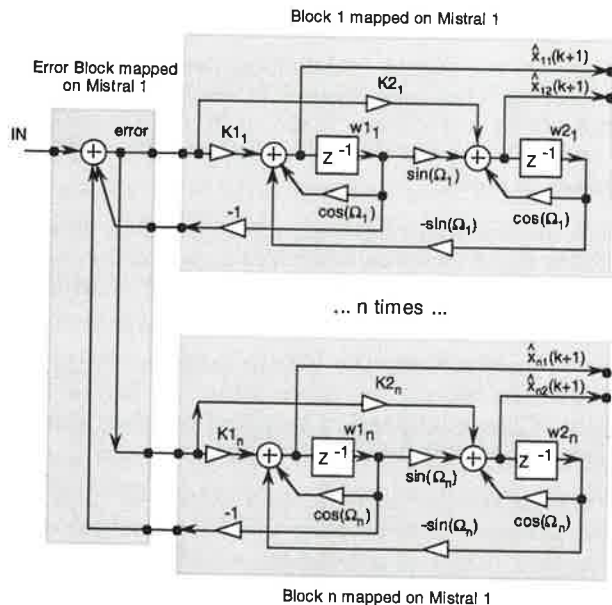 Block 1 mapped on Mistral 1
Error Block mapped
on Mistral 1
x̂₁₁(k+1)
x̂₁₂(k+1)
K2₁
IN
error
K1₁
w1₁
w2₁
z⁻¹
z⁻¹
sin(Ω₁)
cos(Ω₁)
cos(Ω₁)
-1
-sin(Ω₁)
... n times ...
x̂ₙ₁(k+1)
x̂ₙ₂(k+1)
K2ₙ
K1ₙ
w1ₙ
w2ₙ
z⁻¹
z⁻¹
sin(Ωₙ)
cos(Ωₙ)
cos(Ωₙ)
-1
-sin(Ωₙ)
Block n mapped on Mistral 1